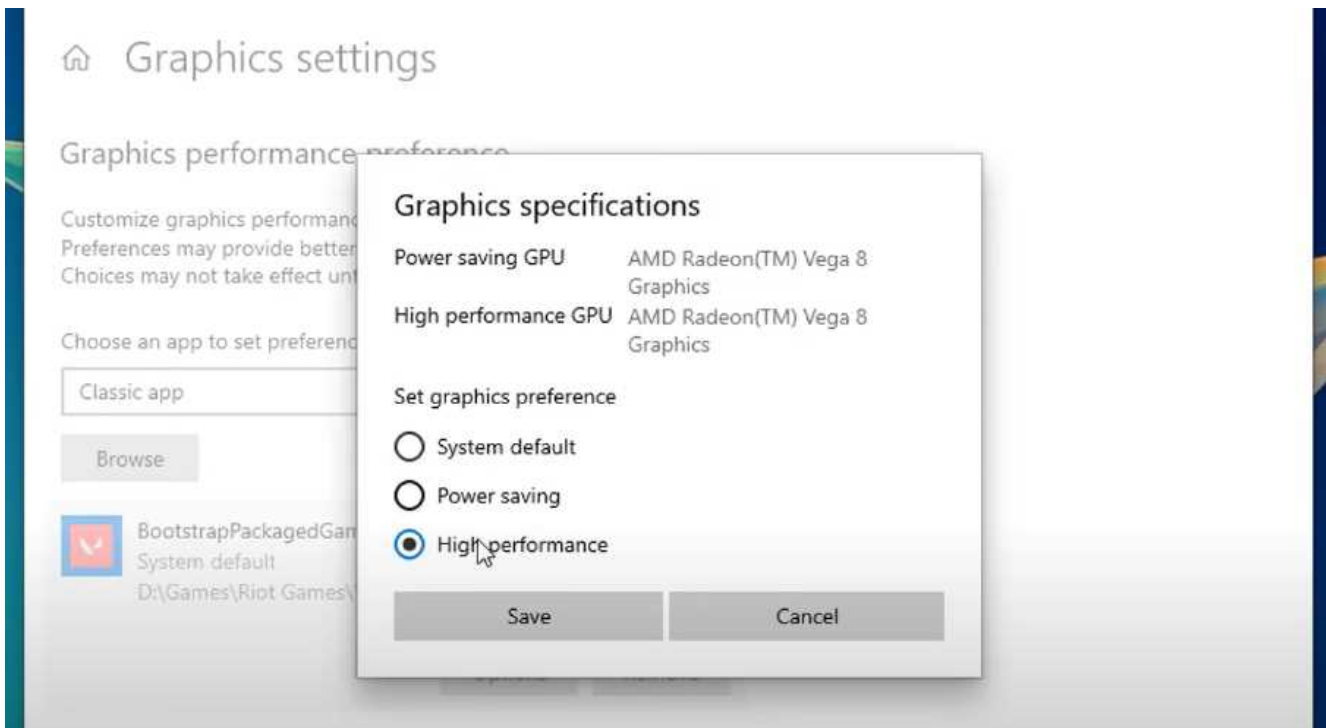 Graphics settings
Graphics performance preference
Customize graphics performanc
Preferences may provide better
Choices may not take effect unt
Choose an app to set preferenc
Classic app
Browse
BootstrapPackagedGam
System default
D:\Games\Riot Games\
Graphics specifications
Power saving GPU AMD Radeon(TM) Vega 8
Graphics
High performance GPU AMD Radeon(TM) Vega 8
Graphics
Set graphics preference
System default
Power saving
High performance
Save Cancel